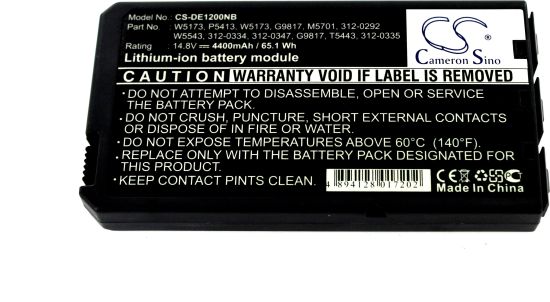 Model No.: CS-DE1200NB
Part No.: W5173, P5413, W5173, G9817, M5701, 312-0292
W5543, 312-0334, 312-0347, G9817, T5443, 312-0335
Rating : 14.8V⎓ 4400mAh / 65.1 Wh
Lithium-ion battery module
CS
Cameron Sino
CAUTION WARRANTY VOID IF LABEL IS REMOVED
.DO NOT ATTEMPT TO DISASSEMBLE, OPEN OR SERVICE
THE BATTERY PACK.
.DO NOT CRUSH, PUNCTURE, SHORT EXTERNAL CONTACTS
OR DISPOSE OF IN FIRE OR WATER.
.DO NOT EXPOSE TEMPERATURES ABOVE 60°C (140°F).
.REPLACE ONLY WITH THE BATTERY PACK DESIGNATED FOR
THIS PRODUCT.
.KEEP CONTACT PINS CLEAN.
4 894128 017202
CE
Made In China